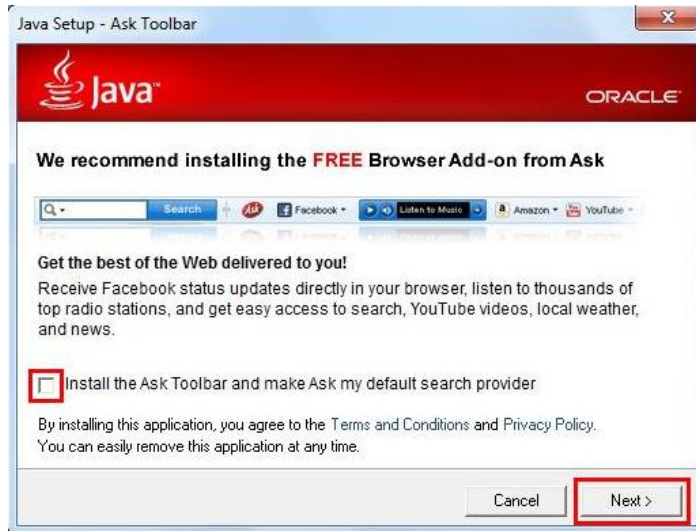 Java Setup - Ask Toolbar
Java™
ORACLE
We recommend installing the FREE Browser Add-on from Ask
Search Ask Facebook Listen to Music a Amazon You Tube YouTube
Get the best of the Web delivered to you!
Receive Facebook status updates directly in your browser, listen to thousands of
top radio stations, and get easy access to search, YouTube videos, local weather,
and news.
Install the Ask Toolbar and make Ask my default search provider
By installing this application, you agree to the Terms and Conditions and Privacy Policy.
You can easily remove this application at any time.
Cancel Next >